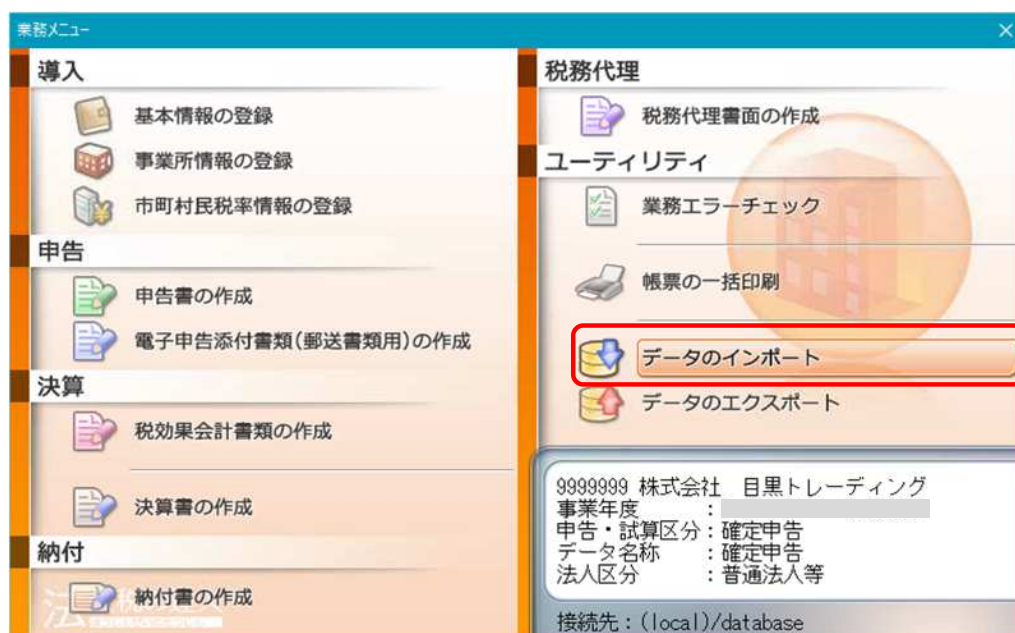 業務メニュー
導入
基本情報の登録
事業所情報の登録
市町村民税率情報の登録
申告
申告書の作成
電子申告添付書類(郵送書類用)の作成
決算
税効果会計書類の作成
決算書の作成
納付
納付書の作成
税務代理
税務代理書面の作成
ユーティリティ
業務エラーチェック
帳票の一括印刷
データのインポート
データのエクスポート
9999999 株式会社 目黒トレーディング
事業年度 :
申告・試算区分:確定申告
データ名称 :確定申告
法人区分 :普通法人等
接続先:(local)/database